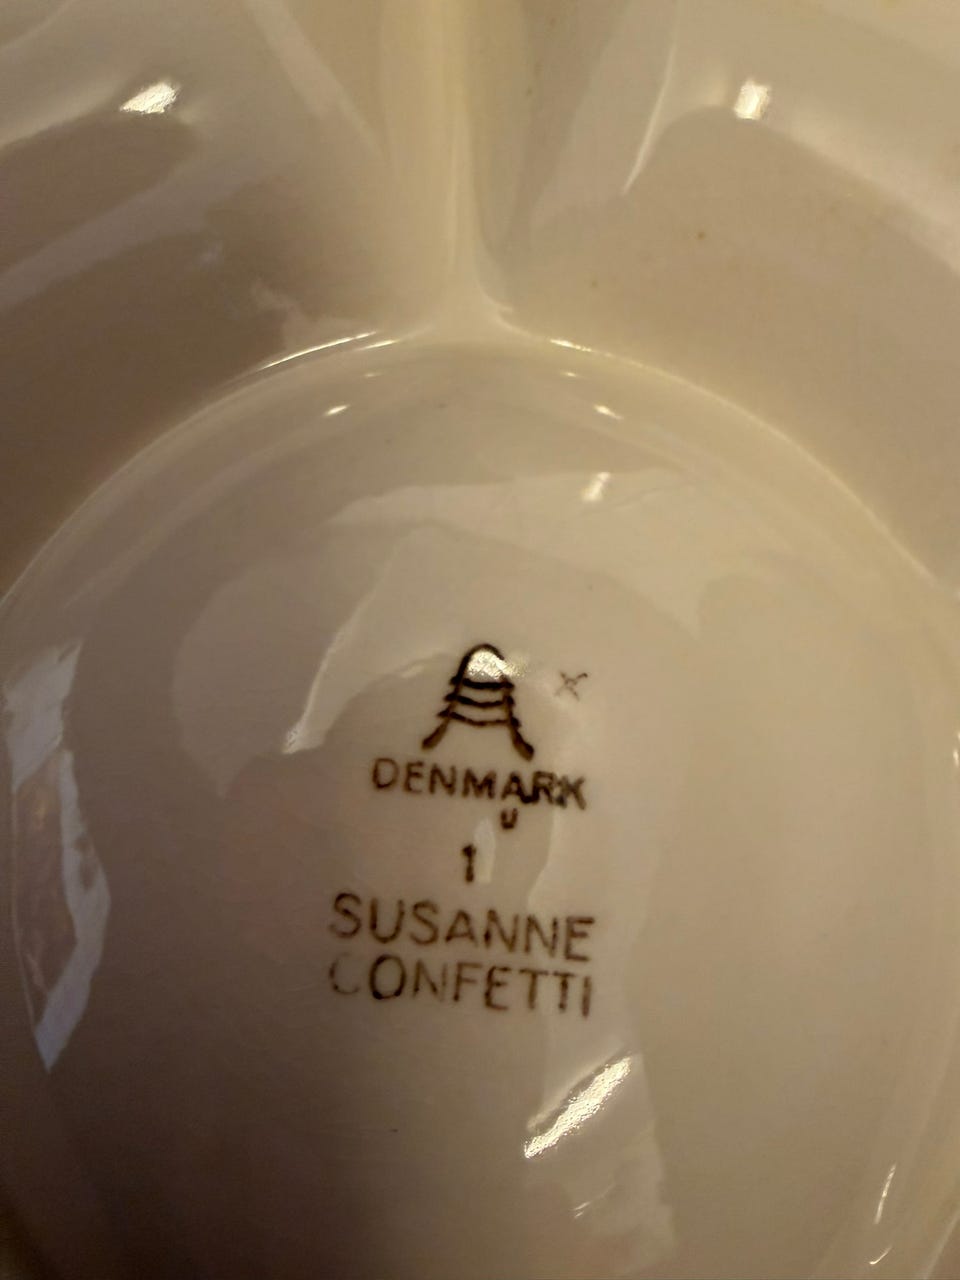 DENMARK
U
1
SUSANNE
CONFETTI